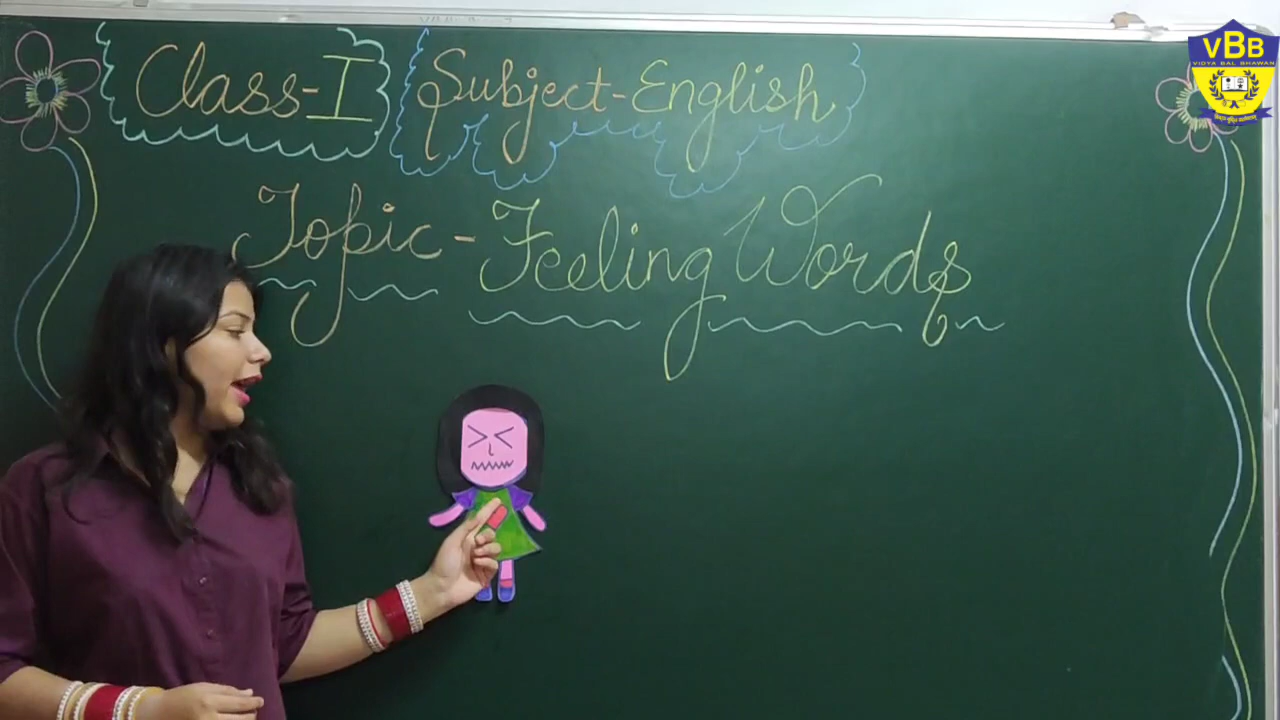 Class-I Subject-English
Topic-Feeling Words
VBB
VIDYA BAL BHAWAN